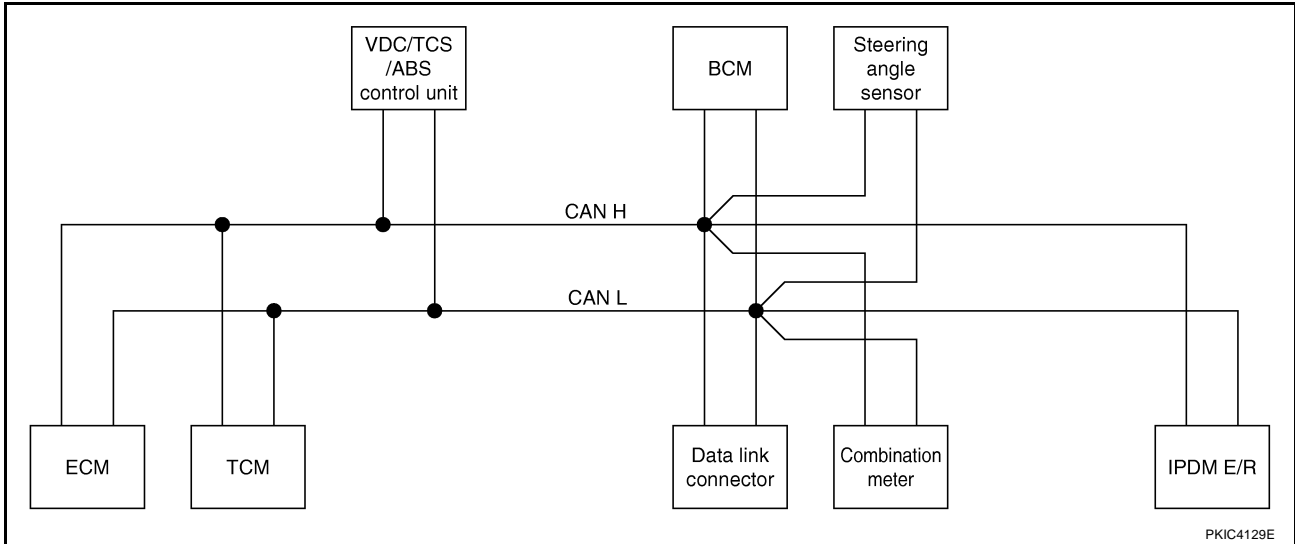 VDC/TCS
/ABS
control unit
BCM
Steering
angle
sensor
CAN H
CAN L
ECM
TCM
Data link
connector
Combination
meter
IPDM E/R
PKIC4129E